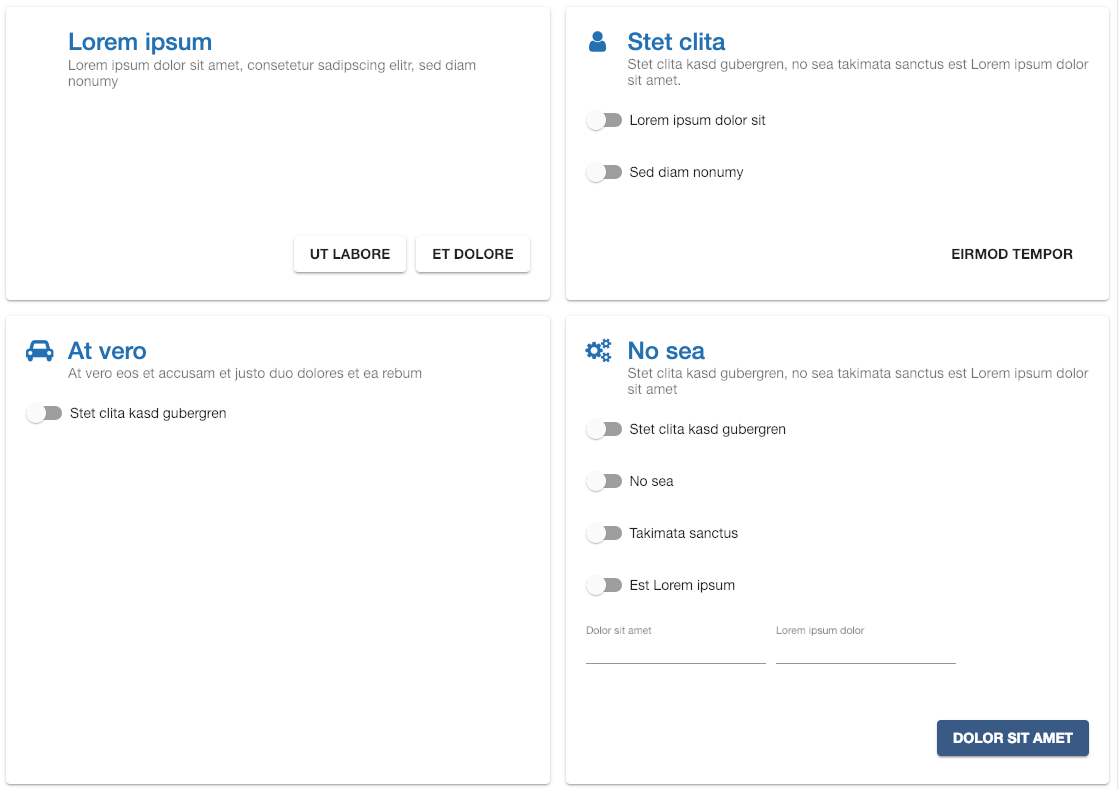 Lorem ipsum
Lorem ipsum dolor sit amet, consetetur sadipscing elitr, sed diam
nonumy
UT LABORE
ET DOLORE
Stet clita
Stet clita kasd gubergren, no sea takimata sanctus est Lorem ipsum dolor
sit amet.
Lorem ipsum dolor sit
Sed diam nonumy
EIRMOD TEMPOR
At vero
At vero eos et accusam et justo duo dolores et ea rebum
Stet clita kasd gubergren
No sea
Stet clita kasd gubergren, no sea takimata sanctus est Lorem ipsum dolor
sit amet
Stet clita kasd gubergren
No sea
Takimata sanctus
Est Lorem ipsum
Dolor sit amet
Lorem ipsum dolor
DOLOR SIT AMET